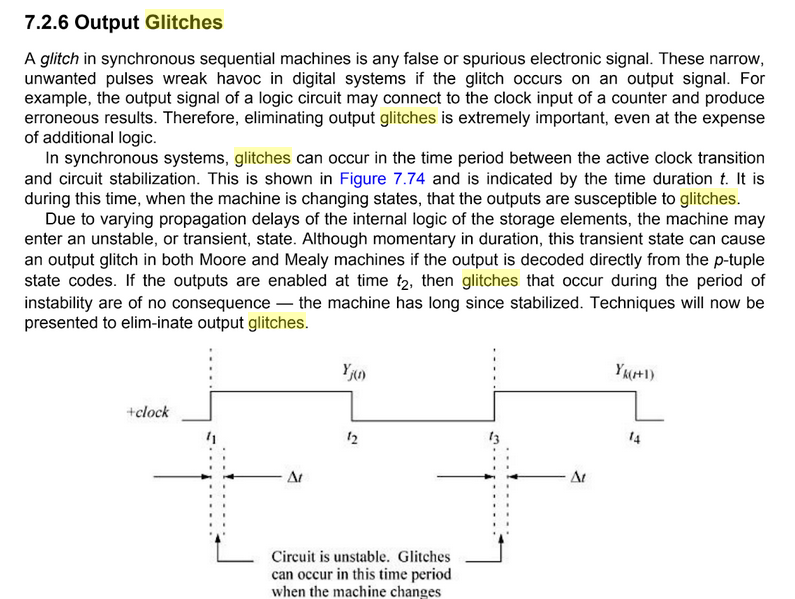 7.2.6 Output Glitches
A glitch in synchronous sequential machines is any false or spurious electronic signal. These narrow,
unwanted pulses wreak havoc in digital systems if the glitch occurs on an output signal. For
example, the output signal of a logic circuit may connect to the clock input of a counter and produce
erroneous results. Therefore, eliminating output glitches is extremely important, even at the expense
of additional logic.
In synchronous systems, glitches can occur in the time period between the active clock transition
and circuit stabilization. This is shown in Figure 7.74 and is indicated by the time duration t. It is
during this time, when the machine is changing states, that the outputs are susceptible to glitches.
Due to varying propagation delays of the internal logic of the storage elements, the machine may
enter an unstable, or transient, state. Although momentary in duration, this transient state can cause
an output glitch in both Moore and Mealy machines if the output is decoded directly from the p-tuple
state codes. If the outputs are enabled at time t2, then glitches that occur during the period of
instability are of no consequence — the machine has long since stabilized. Techniques will now be
presented to elim-inate output glitches.
Yj(t) Yk(t+1)
+clock
t1 t2 t3 t4
Δt Δt
Circuit is unstable. Glitches
can occur in this time period
when the machine changes